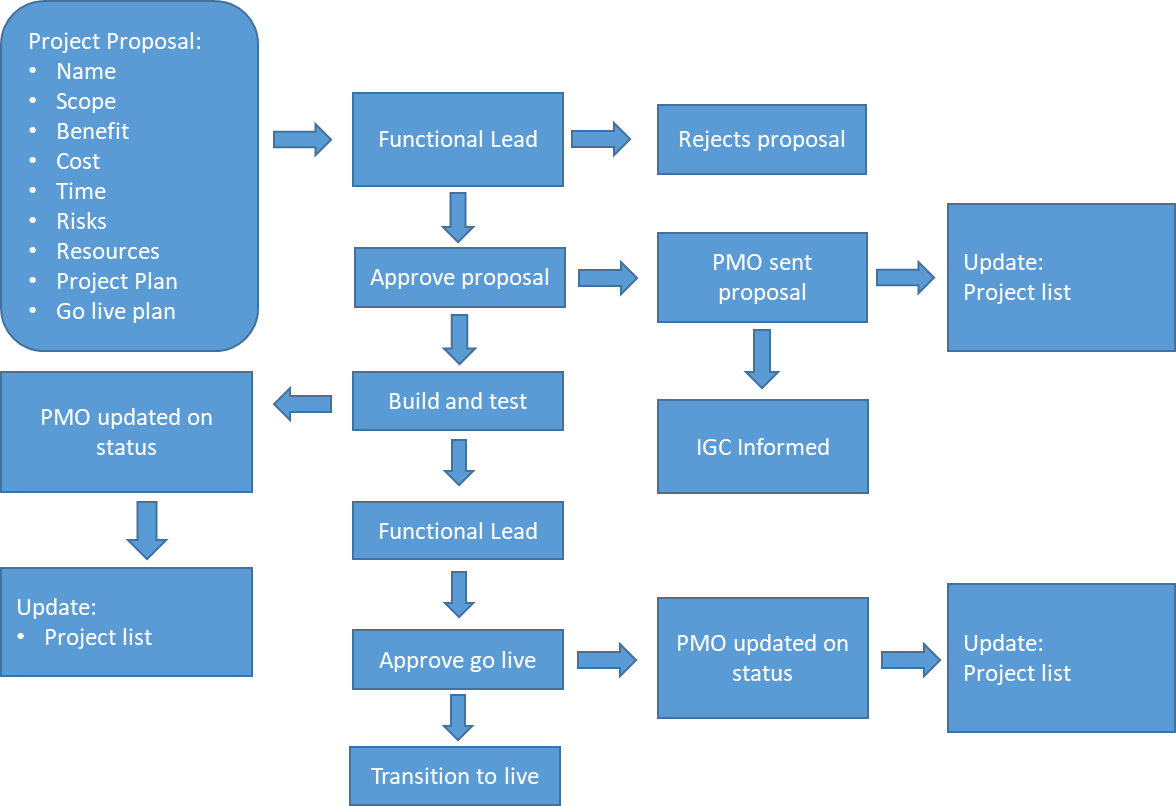 Project Proposal:
• Name
• Scope
• Benefit
• Cost
• Time
• Risks
• Resources
• Project Plan
• Go live plan
Functional Lead
Rejects proposal
Approve proposal
PMO sent
proposal
Update:
Project list
Build and test
PMO updated on
status
IGC Informed
Functional Lead
Update:
• Project list
Approve go live
PMO updated on
status
Update:
Project list
Transition to live